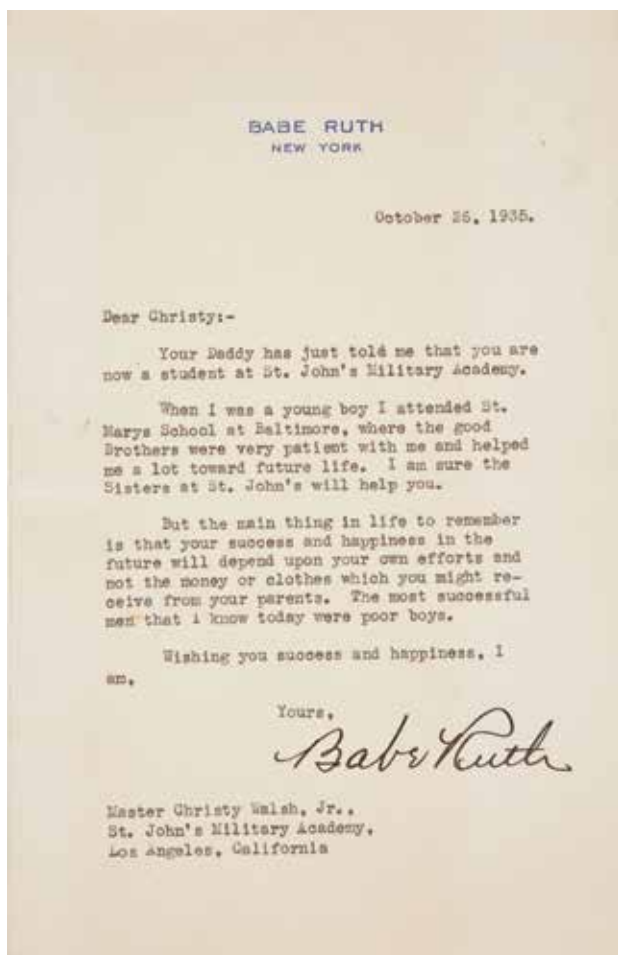 BABE RUTH
NEW YORK
October 26, 1935.
Dear Christy:-
Your Daddy has just told me that you are
now a student at St. John's Military Academy.
When I was a young boy I attended St.
Marys School at Baltimore, where the good
Brothers were very patient with me and helped
me a lot toward future life. I am sure the
Sisters at St. John's will help you.
But the main thing in life to remember
is that your success and happiness in the
future will depend upon your own efforts and
not the money or clothes which you might re-
ceive from your parents. The most successful
men that I know today were poor boys.
Wishing you success and happiness, I
am,
Yours,
Babe Ruth
Master Christy Walsh, Jr.,
St. John's Military Academy,
Los Angeles, California